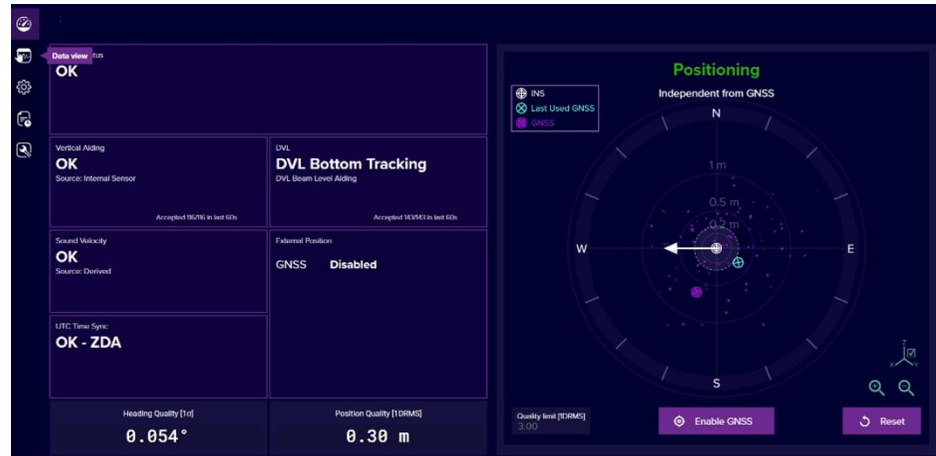 Data view
tus
OK
Vertical Aiding
OK
Source: Internal Sensor
Accepted 116/116 in last 60s
DVL
DVL Bottom Tracking
DVL Beam Level Aiding
Accepted 143/143 in last 60s
Sound Velocity
OK
Source: Derived
External Position
GNSS Disabled
UTC Time Sync
OK - ZDA
Heading Quality [1σ]
0.054°
Position Quality [1DRMS]
0.30 m
Positioning
Independent from GNSS
INS
Last Used GNSS
GNSS
N
1 m
0.5 m
0.2 m
W
E
S
Z
X
Y
Quality limit [1DRMS]
3.00
Enable GNSS
Reset